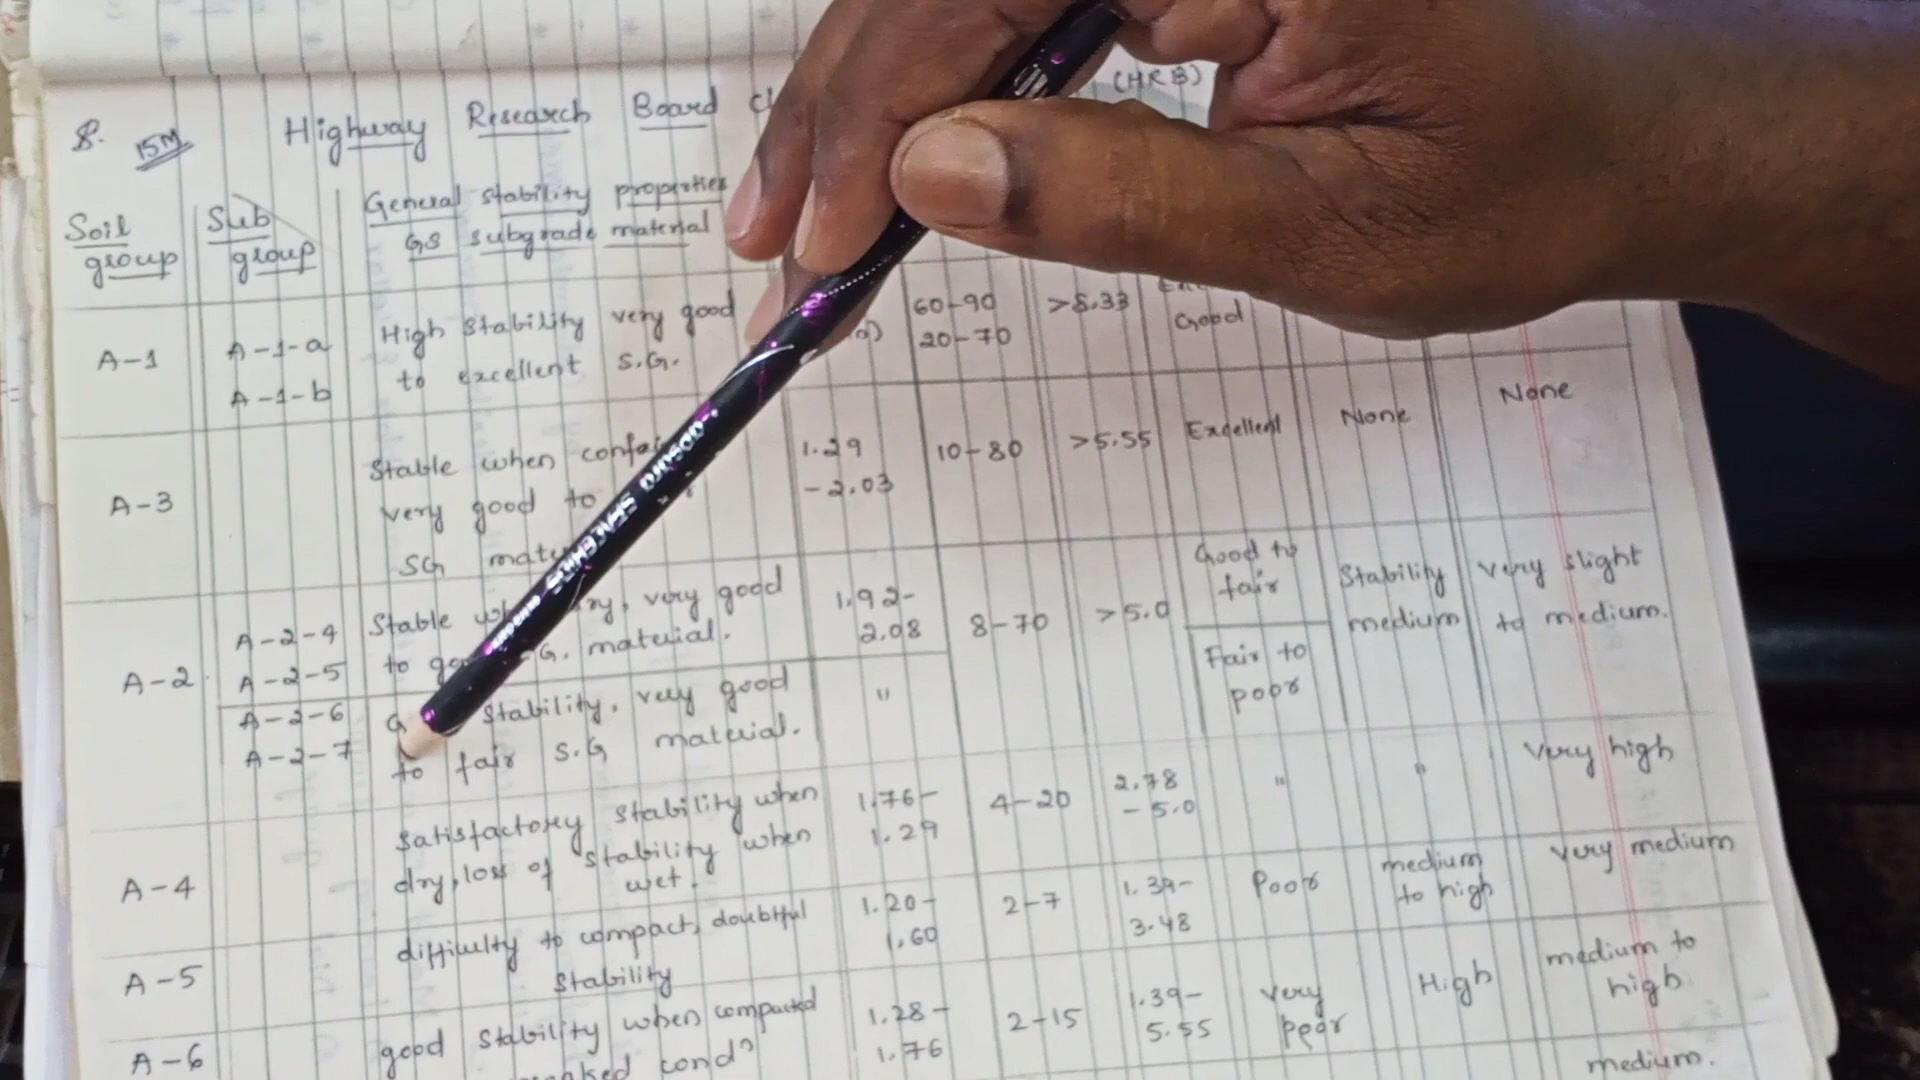 8. 15M Highway Research Board Cl (HRB)
Soil group
Sub group
General stability properties
GS subgrade material
A-1
A-1-a
A-1-b
High stability very good
to excellent S.G.
60-90
20-70
>8.33
Good
A-3
Stable when
very good to
SG
1.29
-2.03
10-80
>5.55
Excellent
None
None
A-2
A-2-4
A-2-5
Stable very good
to S.G. material.
1.92-
2.08
8-70
>5.0
Good to
fair
Stability
medium
very slight
to medium.
A-2-6
A-2-7
stability, very good
to fair S.G material.
"
Fair to
poor
A-4
satisfactory stability when
dry, loss of stability when
wet.
1.76-
1.29
4-20
2.78
-5.0
"
"
very high
A-5
diffiulty to compact, doubtful
stability
1.20-
1.60
2-7
1.39-
3.48
Poor
medium
to high
very medium
A-6
good stability when compacted
cond?
1.28-
1.76
2-15
1.39-
5.55
very
poor
High
medium to
high
medium.
DOMS